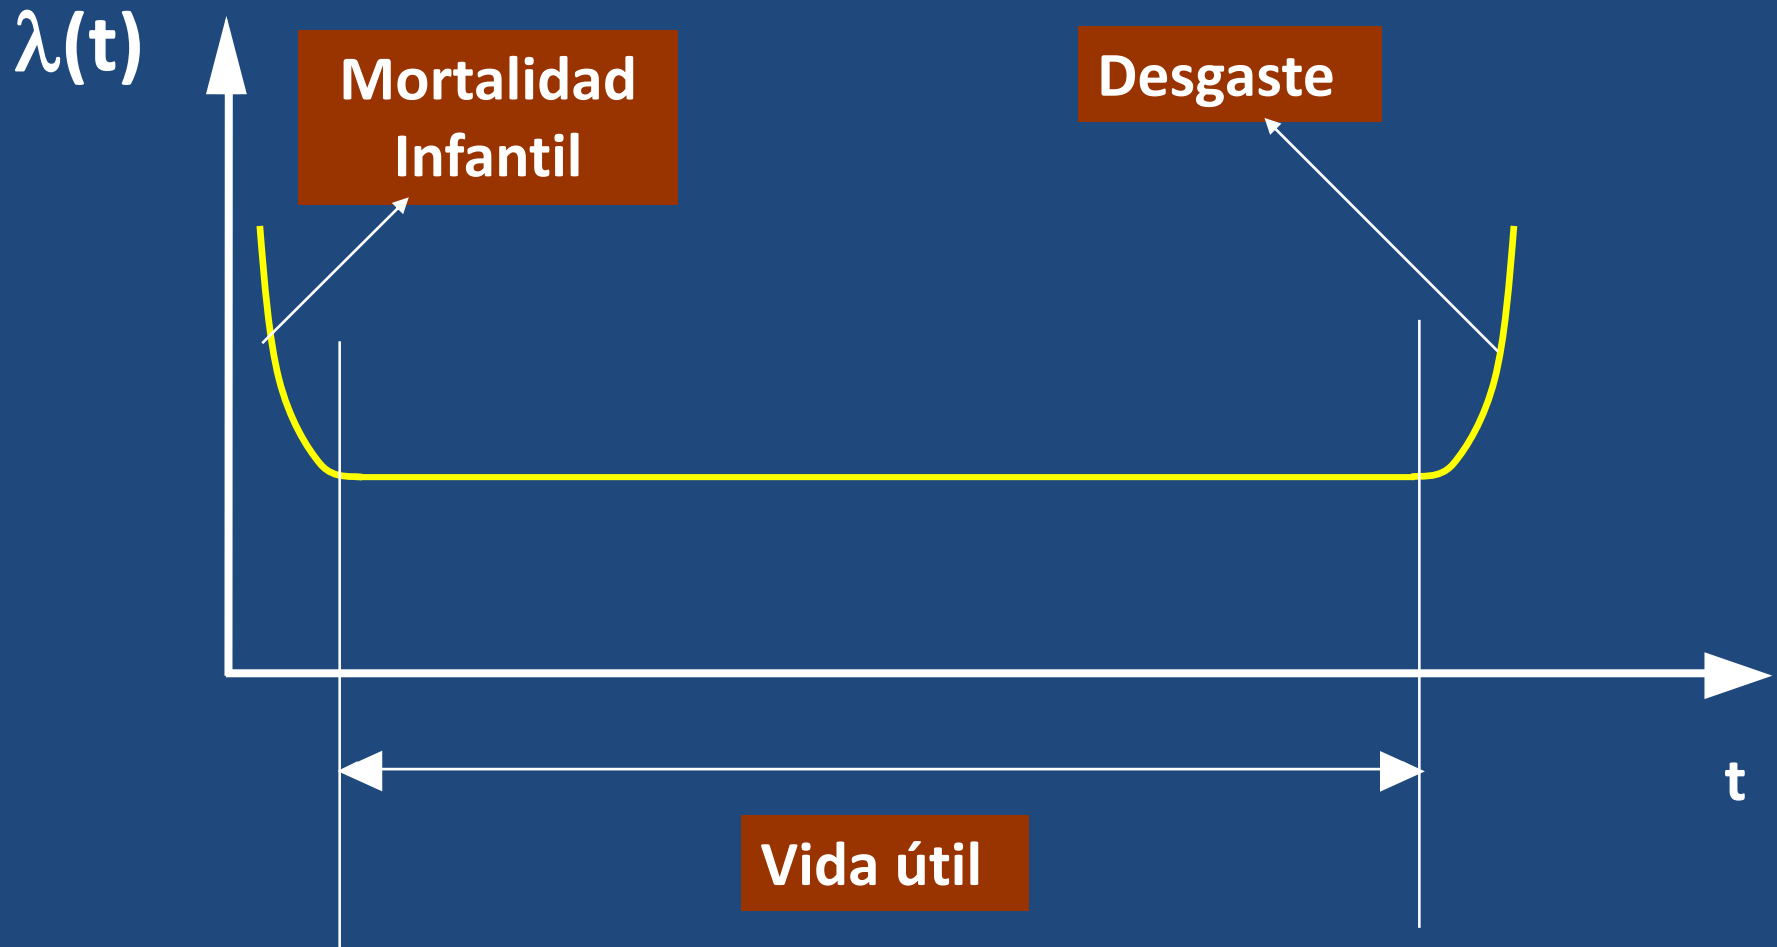 λ(t)
Mortalidad
Infantil
Desgaste
t
Vida útil